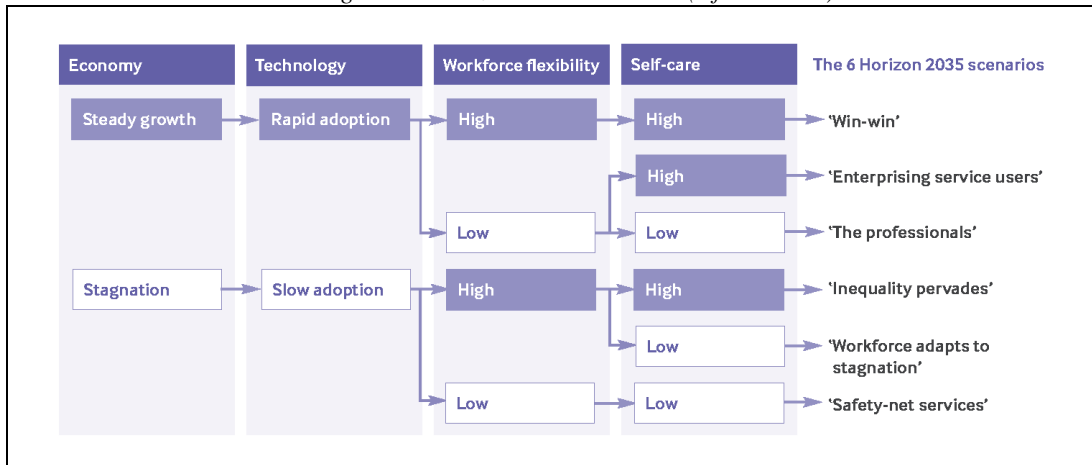 Economy
Technology
Workforce flexibility
Self-care
The 6 Horizon 2035 scenarios
Steady growth
Rapid adoption
High
High
‘Win-win’
High
‘Enterprising service users’
Low
Low
‘The professionals’
Stagnation
Slow adoption
High
High
‘Inequality pervades’
Low
‘Workforce adapts to
stagnation’
Low
Low
‘Safety-net services’